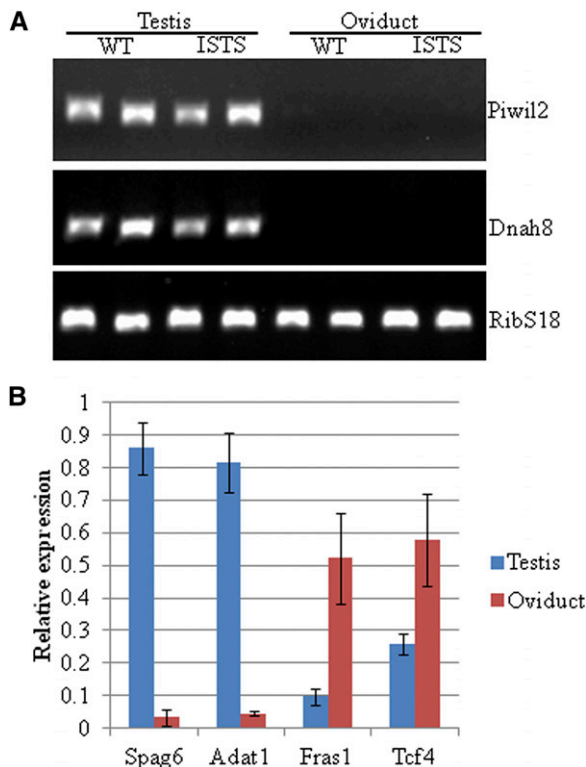 A
Testis Oviduct
WT ISTS WT ISTS
Piwil2
Dnah8
RibS18
B
Relative expression
1
0.9
0.8
0.7
0.6
0.5
0.4
0.3
0.2
0.1
0
Spag6 Adat1 Fras1 Tcf4
Testis
Oviduct